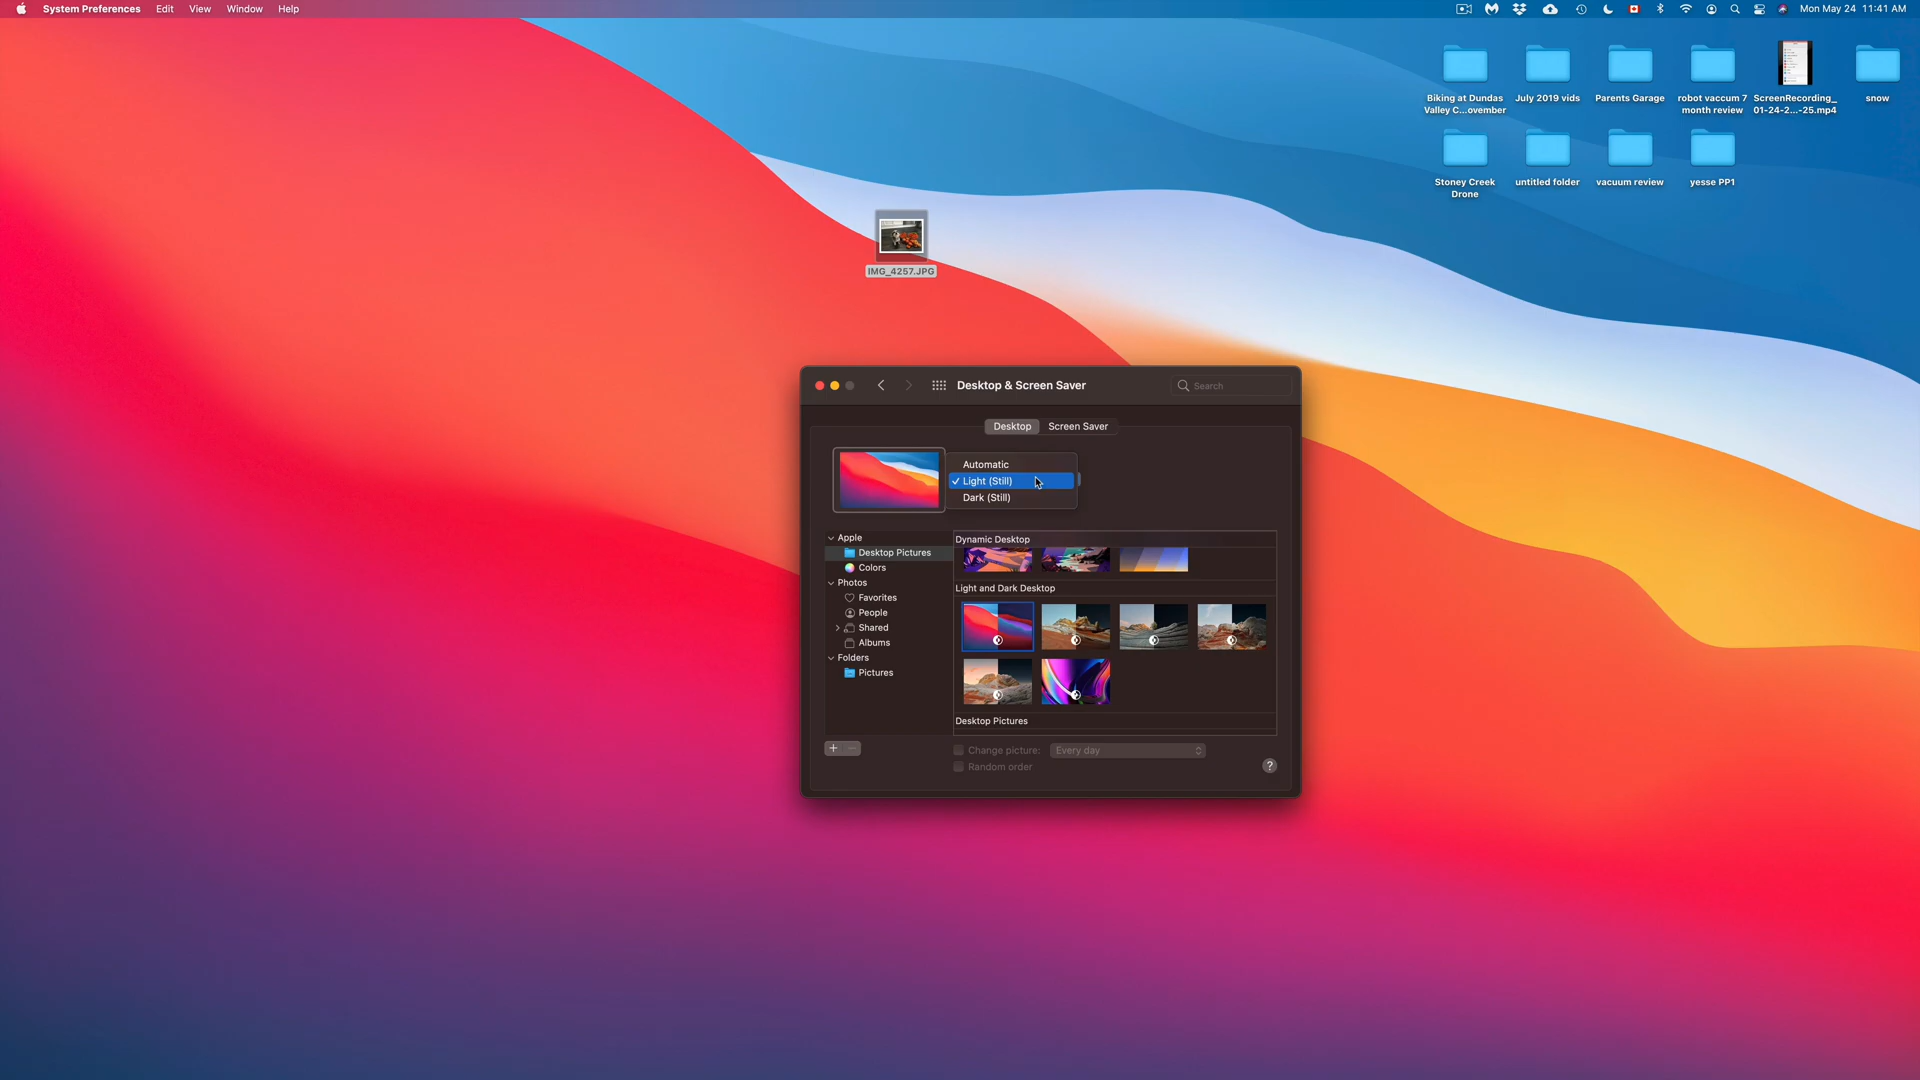 System Preferences Edit View Window Help Mon May 24 11:41 AM
Biking at Dundas Valley C...ovember
July 2019 vids
Parents Garage
robot vaccum 7 month review
ScreenRecording_01-24-2...-25.mp4
snow
Stoney Creek Drone
untitled folder
vacuum review
yesse PP1
IMG_4257.JPG
Desktop & Screen Saver
Search
Desktop Screen Saver
Automatic
✓ Light (Still)
Dark (Still)
Apple
Desktop Pictures
Colors
Photos
Favorites
People
Shared
Albums
Folders
Pictures
Dynamic Desktop
Light and Dark Desktop
Desktop Pictures
+ −
Change picture: Every day
Random order
?